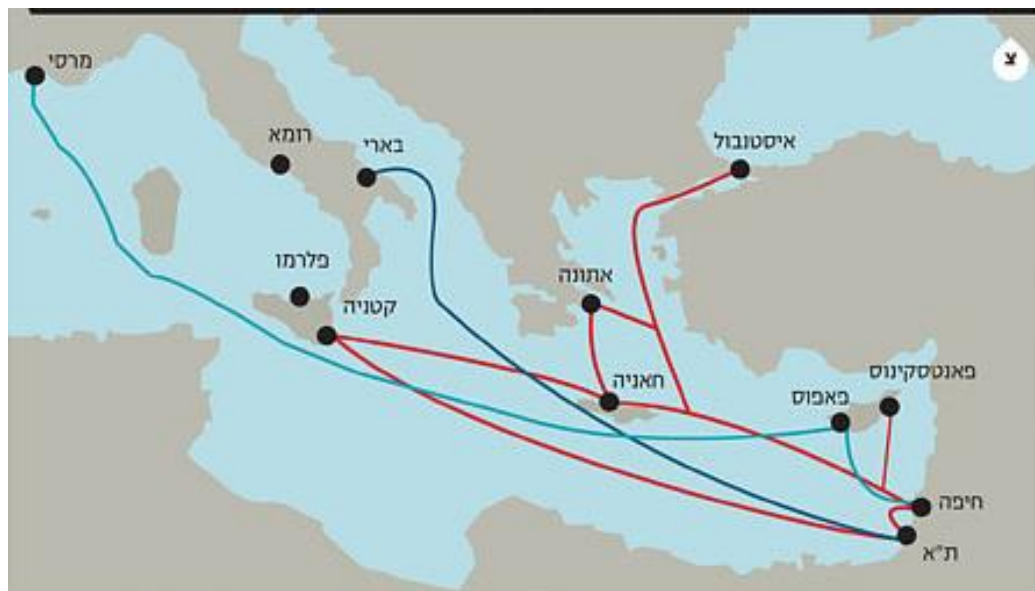 צ
מרסי
רומא
בארי
איסטנבול
פלרמו
אתונה
קטניה
חאניה
פאנטסקינוס
פאפוס
חיפה
ת"א